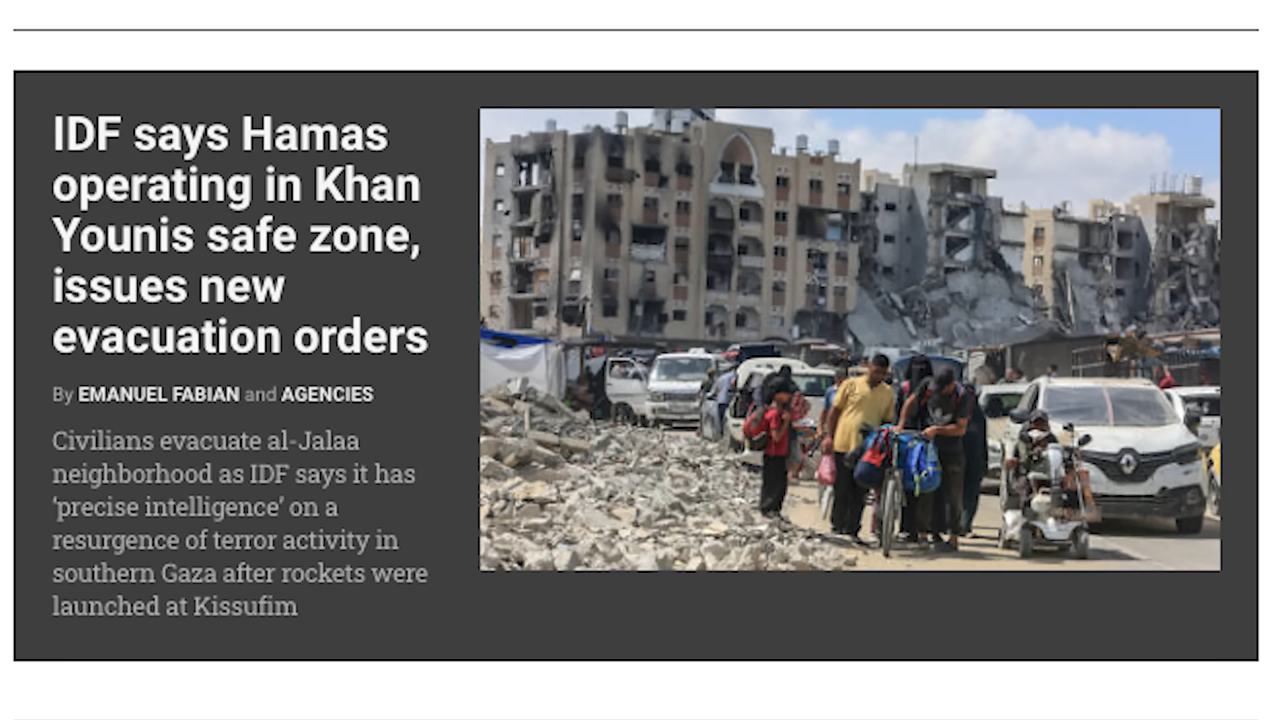 IDF says Hamas
operating in Khan
Younis safe zone,
issues new
evacuation orders
By EMANUEL FABIAN and AGENCIES
Civilians evacuate al-Jalaa
neighborhood as IDF says it has
‘precise intelligence’ on a
resurgence of terror activity in
southern Gaza after rockets were
launched at Kissufim